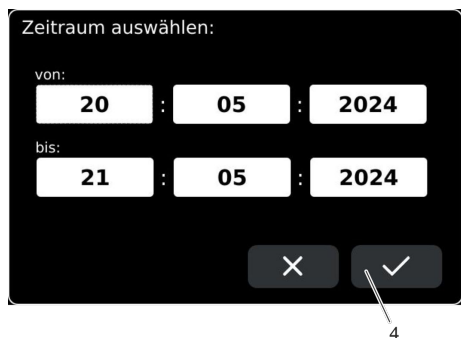 Zeitraum auswählen:
von:
20 : 05 : 2024
bis:
21 : 05 : 2024
4